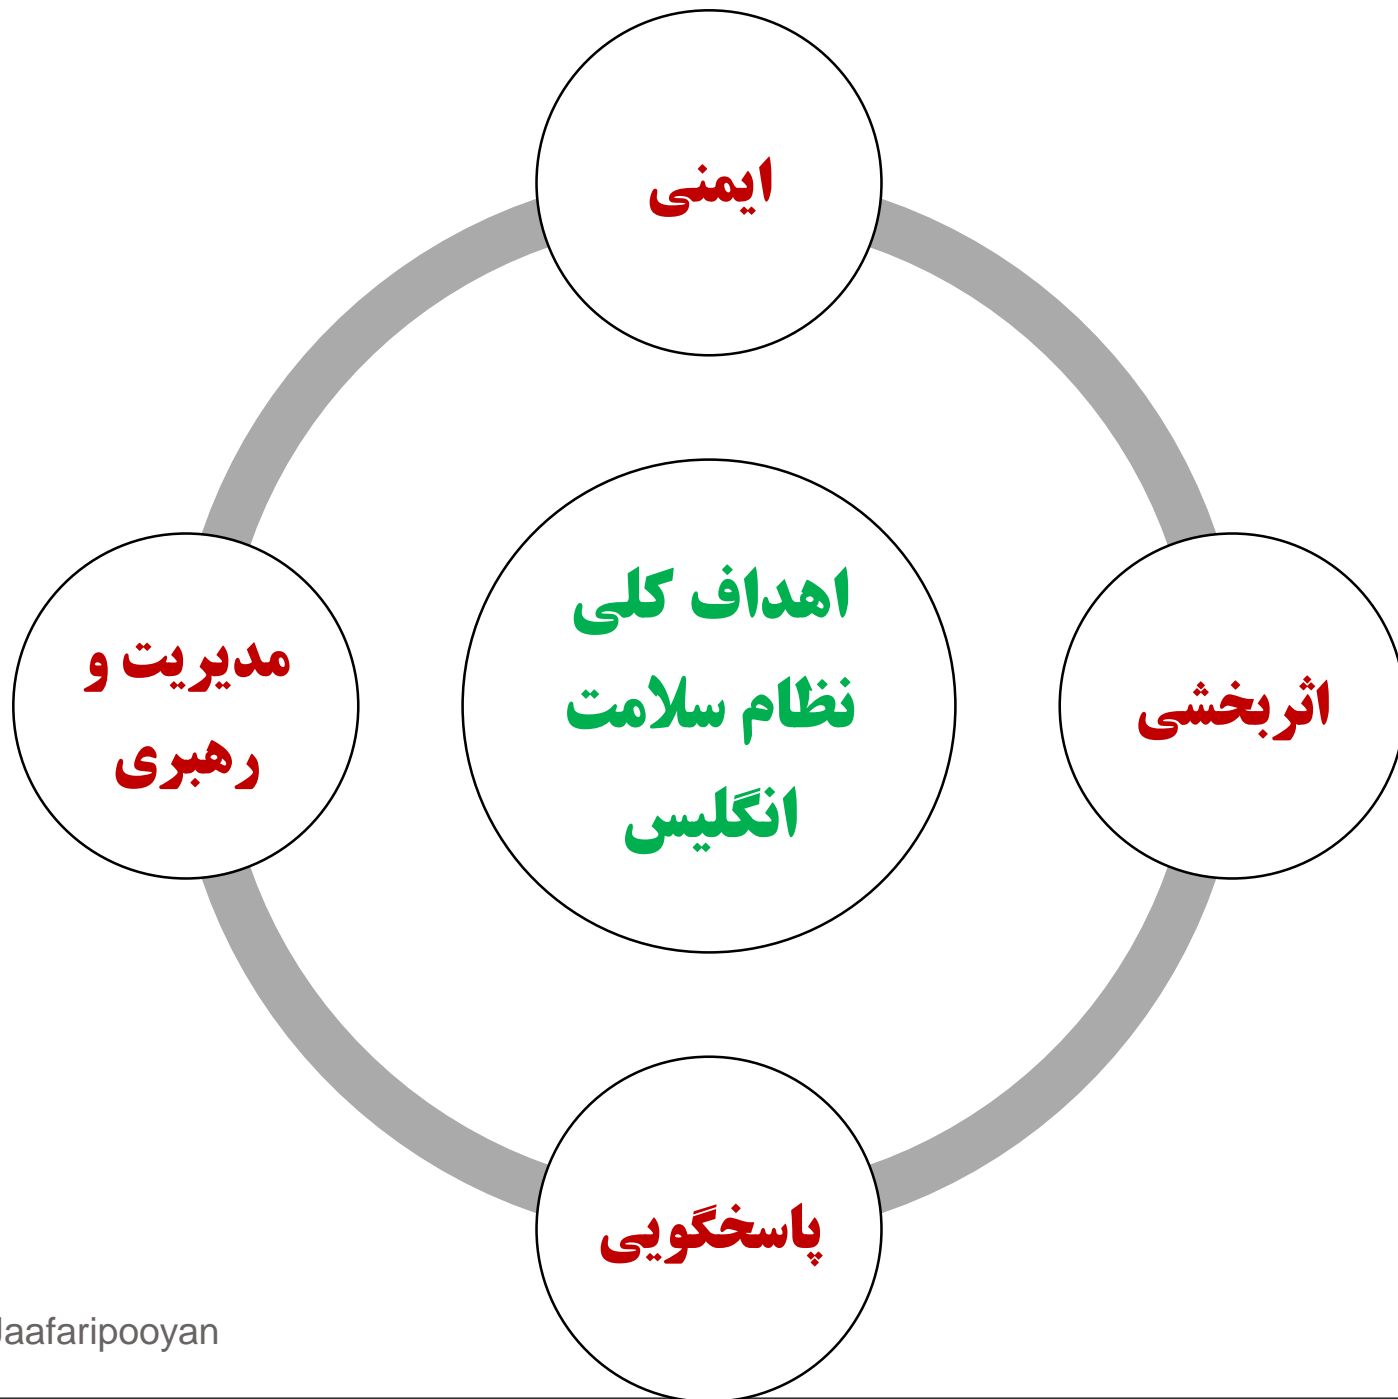 ایمنی
اهداف کلی
نظام سلامت
انگلیس
اثربخشی
مدیریت و
رهبری
پاسخگویی
Jaafaripooyan